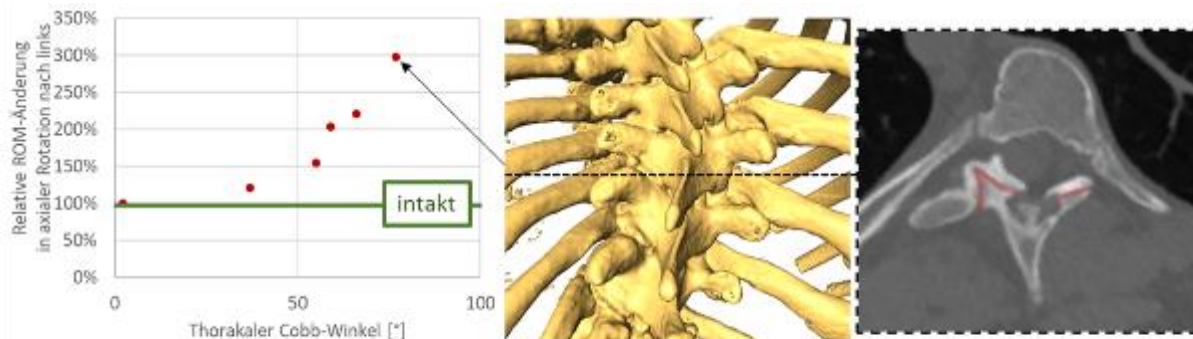 Relative ROM-Änderung
in axialer Rotation nach links
350%
300%
250%
200%
150%
100%
50%
0%
intakt
0
50
100
Thorakaler Cobb-Winkel [°]